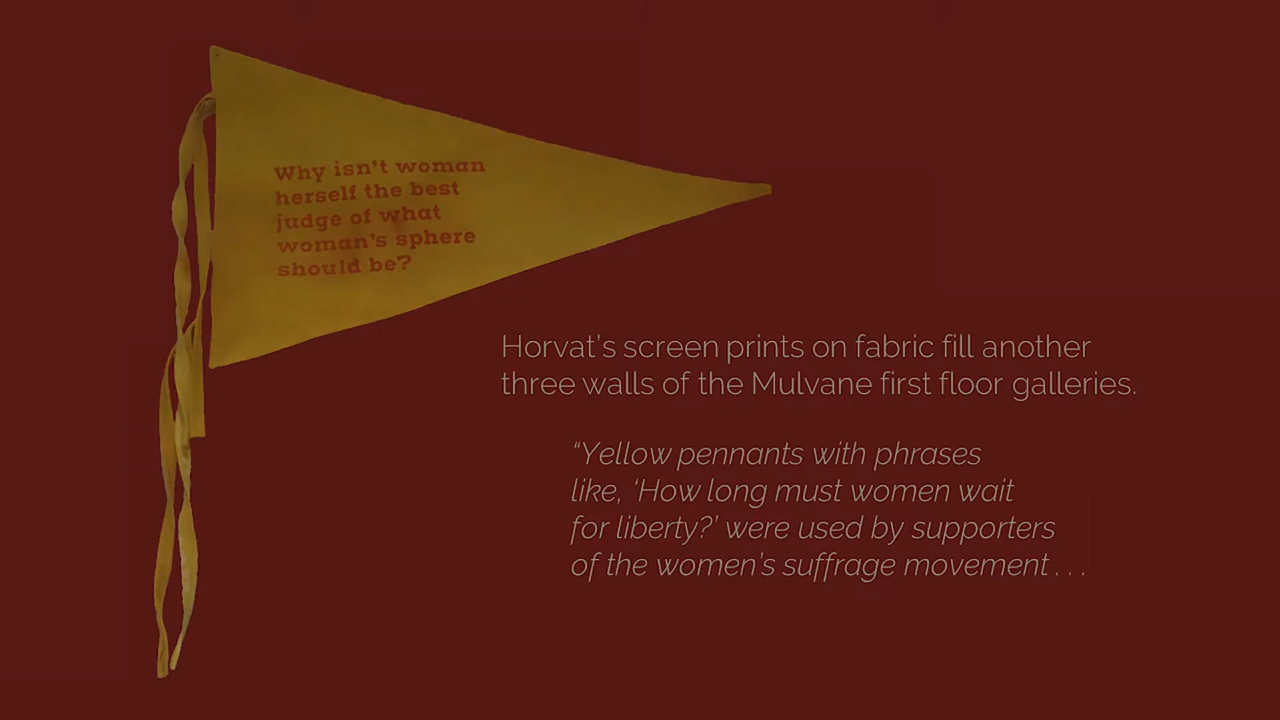 Why isn't woman
herself the best
judge of what
woman's sphere
should be?
Horvat's screen prints on fabric fill another
three walls of the Mulvane first floor galleries.
“Yellow pennants with phrases
like, ‘How long must women wait
for liberty?’ were used by supporters
of the women's suffrage movement . . .